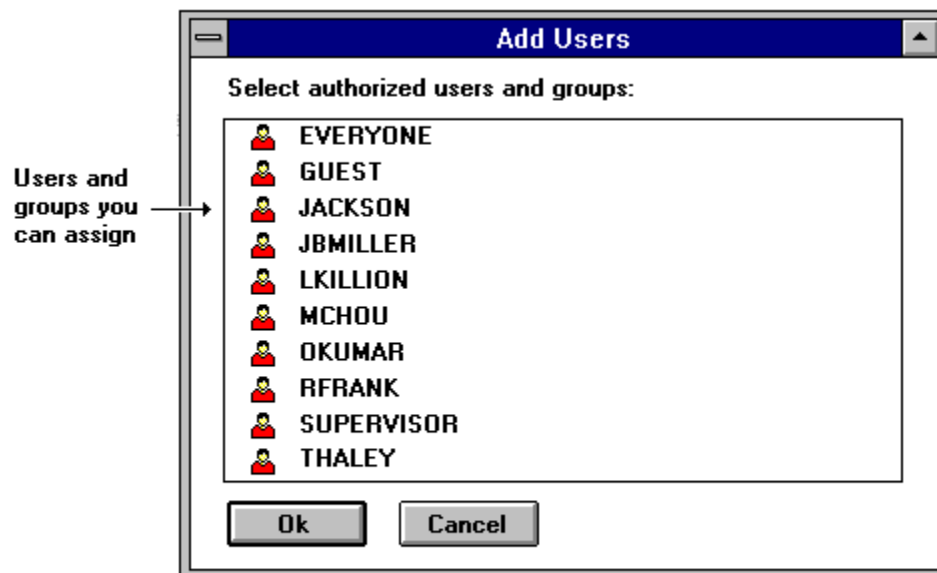 Add Users
Select authorized users and groups:
Users and
groups you
can assign
EVERYONE
GUEST
JACKSON
JBMILLER
LKILLION
MCHOU
OKUMAR
RFRANK
SUPERVISOR
THALEY
Ok
Cancel